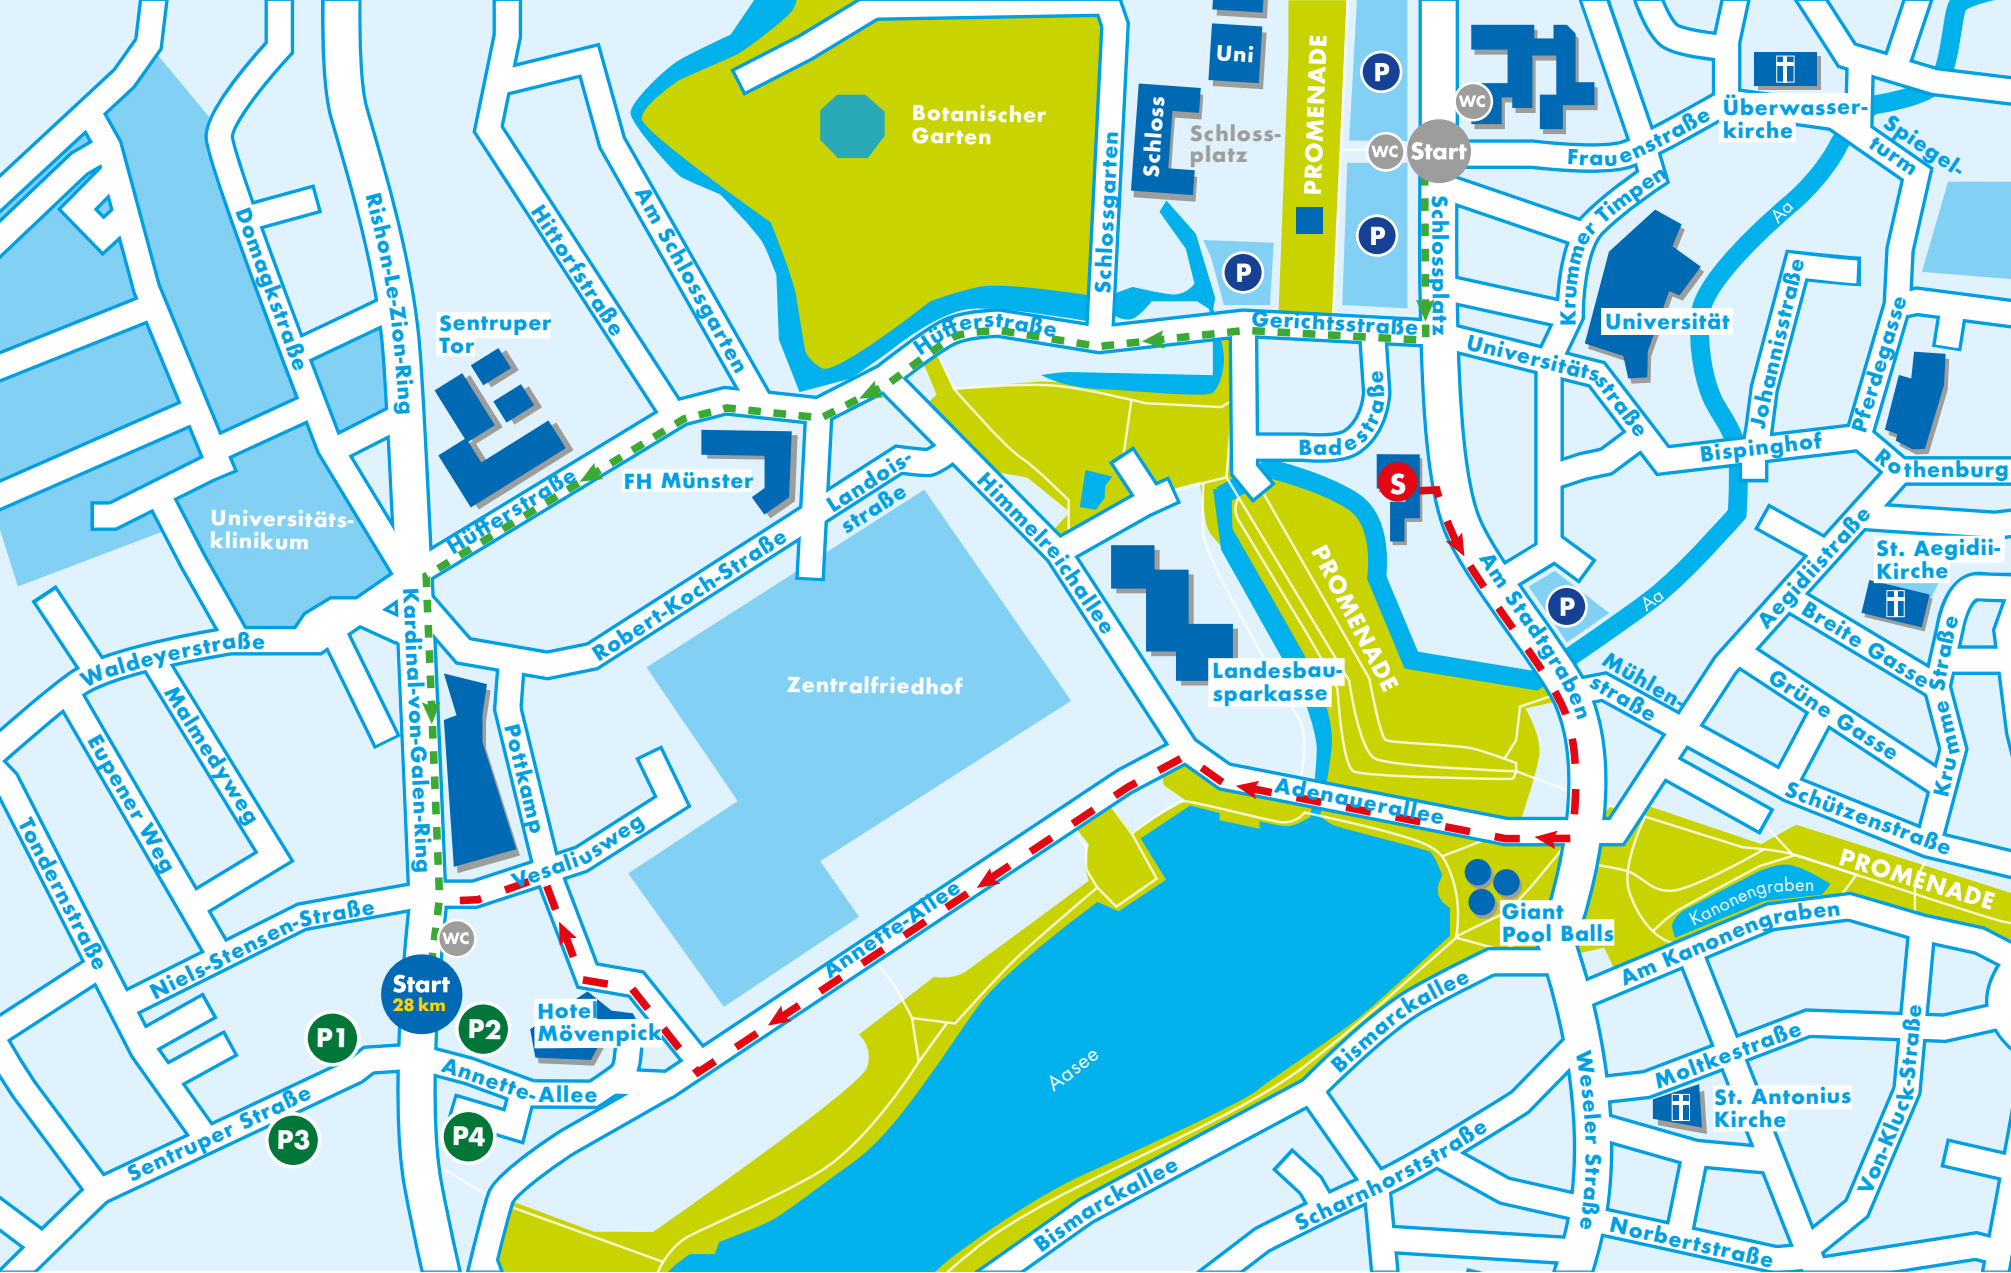 Uni
PROMENADE
P
WC
Überwasser-
kirche
Botanischer
Garten
Schloss
Schloss-
platz
WC
Start
Frauenstraße
Spiegel-
turm
Schlossgarten
Rishon-Le-Zion-Ring
Domagkstraße
Hittorfstraße
Am Schlossgarten
P
P
Schlossplatz
Krummer Timpen
Aa
Universität
Johannisstraße
Pferdegasse
Sentruper
Tor
Hüfferstraße
Gerichtsstraße
Universitätsstraße
Badestraße
Bispinghof
Rothenburg
FH Münster
Landois-
straße
Hüfferstraße
Universitäts-
klinikum
S
Himmelreichallee
Robert-Koch-Straße
PROMENADE
Am Stadtgraben
P
Aa
Aegidiistraße
St. Aegidii-
Kirche
Breite Gasse
Krumme Straße
Kardinal-von-Galen-Ring
Waldeyerstraße
Malmedyweg
Eupener Weg
Tondernstraße
Zentralfriedhof
Landesbau-
sparkasse
Mühlen-
straße
Grüne Gasse
Schützenstraße
Pottkamp
Vesaliusweg
Adenauerallee
PROMENADE
Kanonengraben
Am Kanonengraben
Giant
Pool Balls
Niels-Stensen-Straße
Annette-Allee
WC
Start
28 km
P1
P2
P3
P4
Hotel
Mövenpick
Annette-Allee
Sentruper Straße
Aasee
Bismarckallee
Bismarckallee
Scharnhorststraße
Weseler Straße
Moltkestraße
St. Antonius
Kirche
Von-Kluck-Straße
Norbertstraße